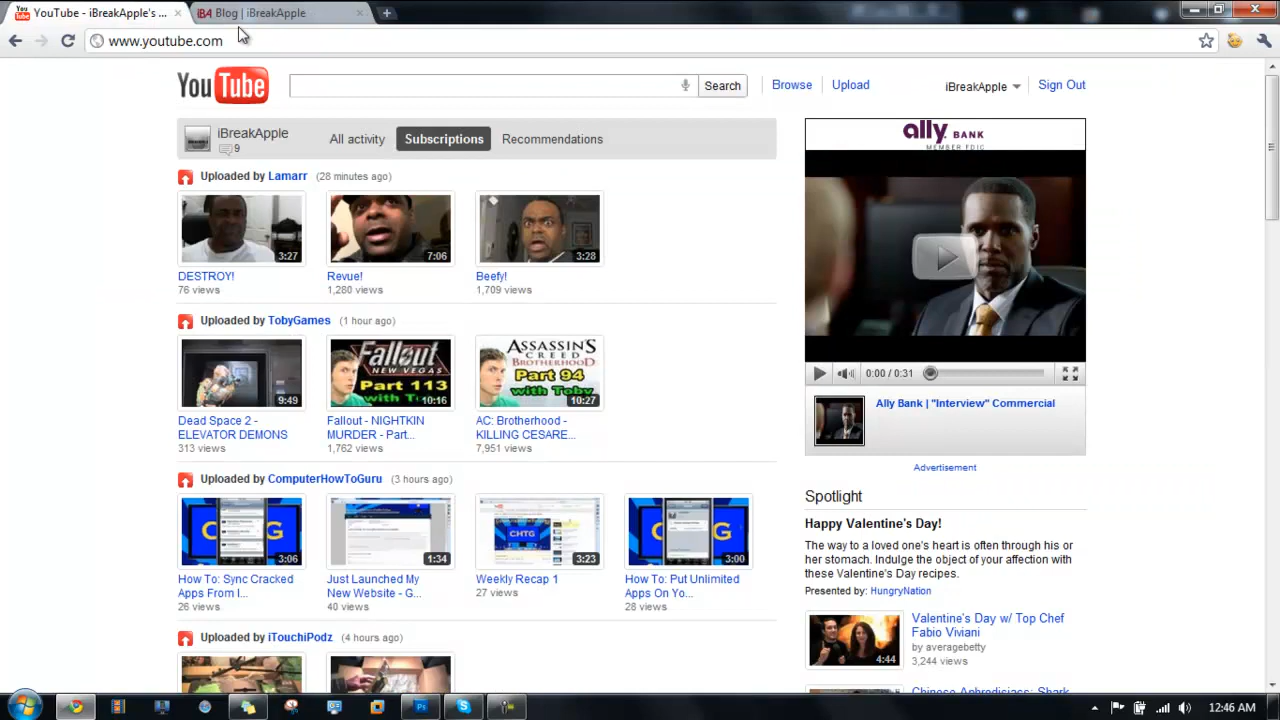 YouTube - iBreakApple's ...
iB4 Blog | iBreakApple
www.youtube.com
YouTube
Search
Browse
Upload
iBreakApple
Sign Out
iBreakApple
9
All activity
Subscriptions
Recommendations
Uploaded by Lamarr (28 minutes ago)
3:27
7:06
3:28
DESTROY!
Revue!
Beefy!
76 views
1,280 views
1,709 views
Uploaded by TobyGames (1 hour ago)
9:49
Fallout
NEW VEGAS
Part 113
10:16
ASSASSIN'S
CREED
BROTHERHOOD
Part 94
with Toby
10:27
Dead Space 2 -
ELEVATOR DEMONS
Fallout - NIGHTKIN
MURDER - Part...
AC: Brotherhood -
KILLING CESARE...
313 views
1,762 views
7,951 views
Uploaded by ComputerHowToGuru (3 hours ago)
3:06
1:34
CHTG
3:23
3:00
How To: Sync Cracked
Apps From I...
Just Launched My
New Website - G...
Weekly Recap 1
How To: Put Unlimited
Apps On Yo...
26 views
40 views
27 views
28 views
Uploaded by iTouchiPodz (4 hours ago)
ally BANK
MEMBER FDIC
0:00 / 0:31
Ally Bank | "Interview" Commercial
Advertisement
Spotlight
Happy Valentine's Day!
The way to a loved one's heart is often through his or
her stomach. Indulge the object of your affection with
these Valentine's Day recipes.
Presented by: HungryNation
4:44
Valentine's Day w/ Top Chef
Fabio Viviani
by averagebetty
3,244 views
Chinese Aphrodisiacs: Shark
12:46 AM